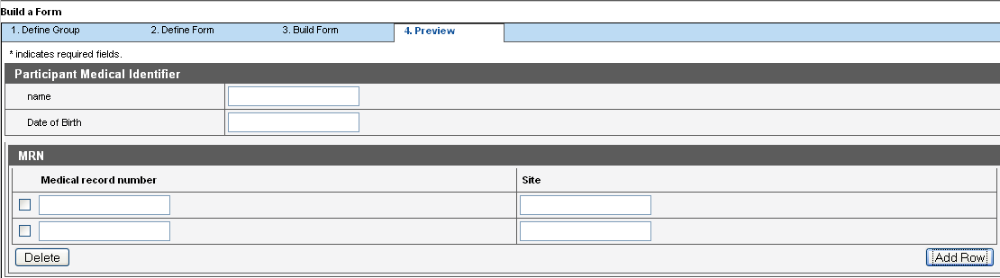 Build a Form
1. Define Group 2. Define Form 3. Build Form 4. Preview
* indicates required fields.
Participant Medical Identifier
name
Date of Birth
MRN
Medical record number Site
Delete Add Row